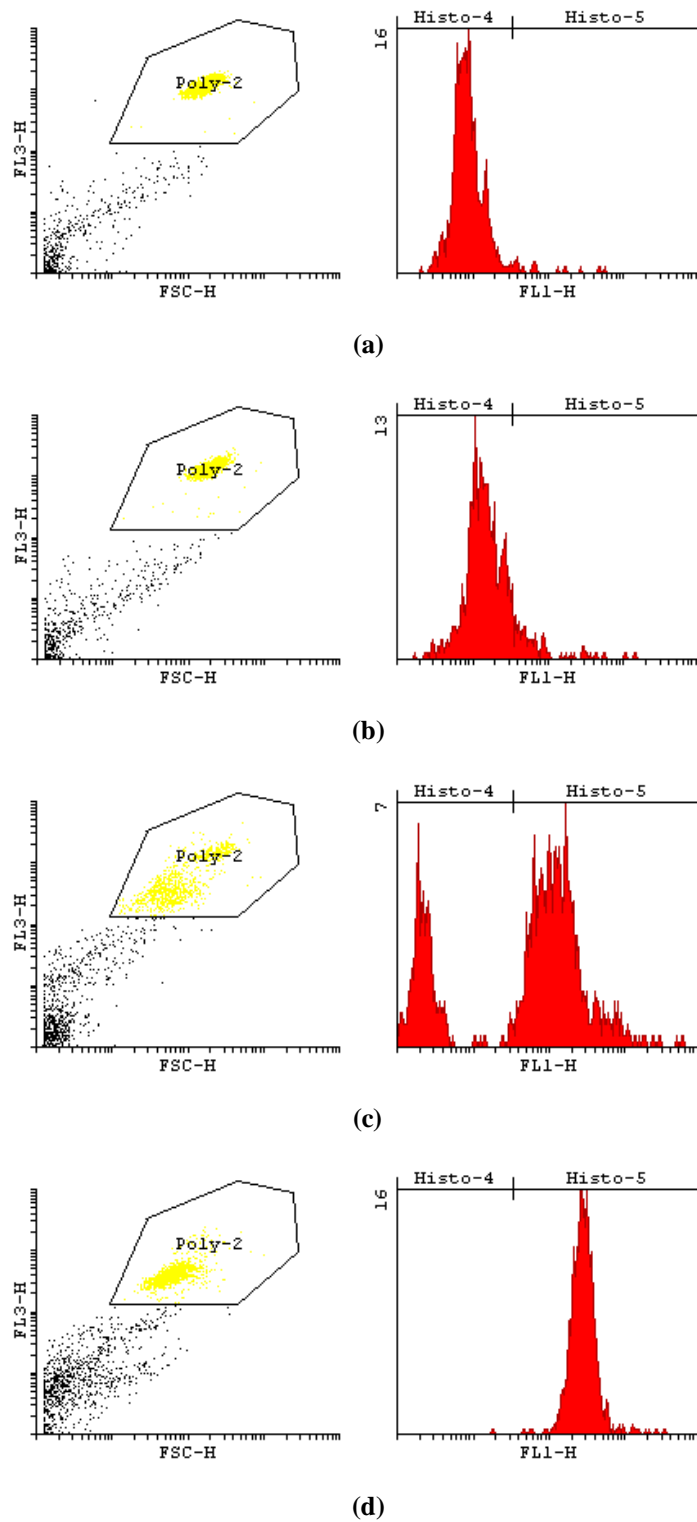 Histo-4 Histo-5
16
Poly-2
FL3-H
FSC-H
FL1-H
(a)
Histo-4 Histo-5
13
Poly-2
FL3-H
FSC-H
FL1-H
(b)
Histo-4 Histo-5
7
Poly-2
FL3-H
FSC-H
FL1-H
(c)
Histo-4 Histo-5
16
Poly-2
FL3-H
FSC-H
FL1-H
(d)